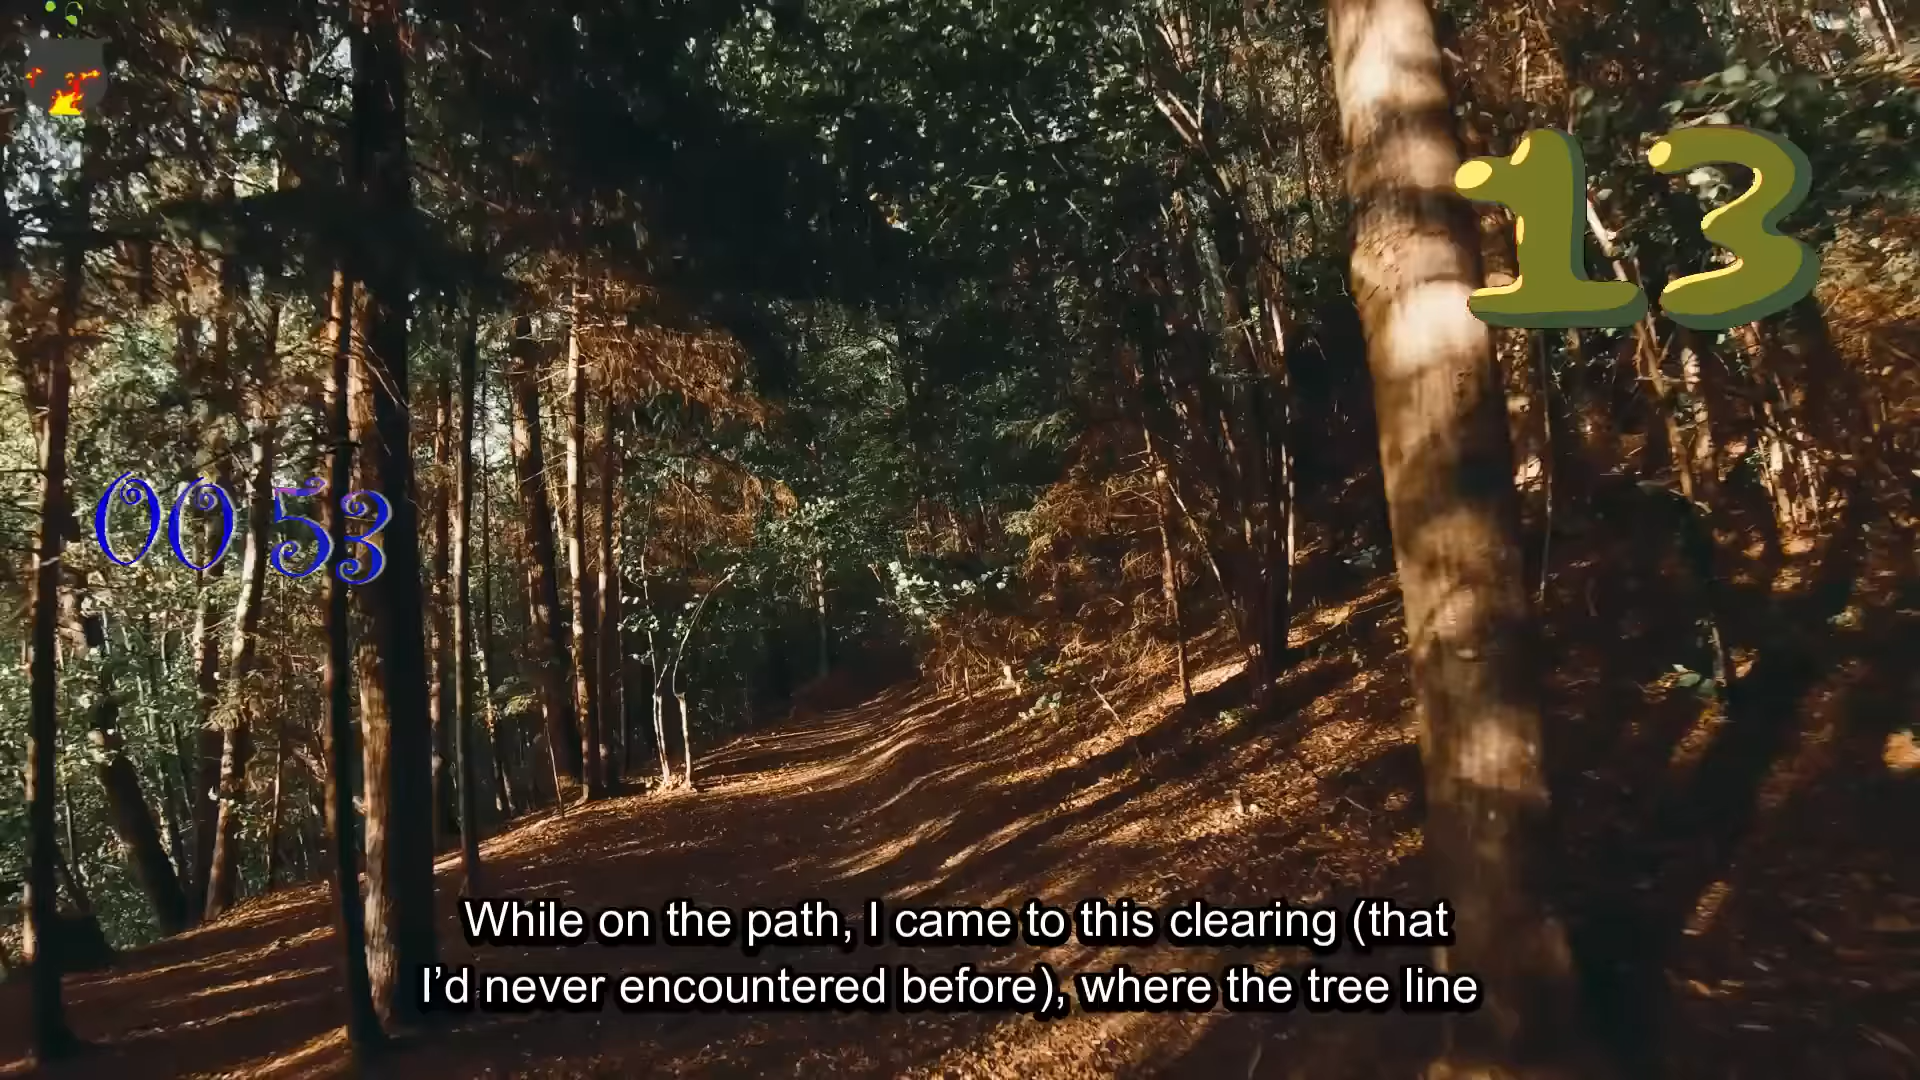 13
00 53
While on the path, I came to this clearing (that
I’d never encountered before), where the tree line